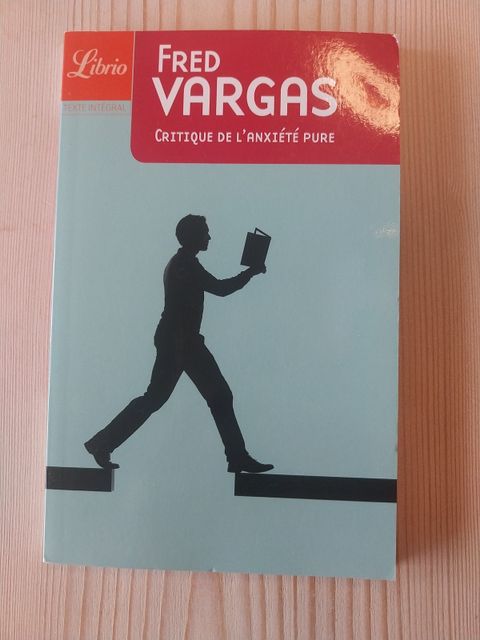 Librio
TEXTE INTÉGRAL
FRED
VARGAS
CRITIQUE DE L'ANXIÉTÉ PURE